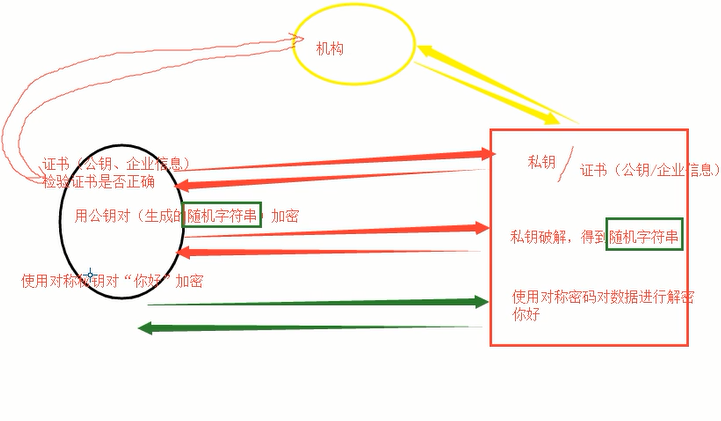 机构
证书（公钥、企业信息）
检验证书是否正确
私钥
证书（公钥/企业信息）
用公钥对（生成的随机字符串）加密
私钥破解，得到随机字符串
使用对称秘钥对“你好”加密
使用对称密码对数据进行解密
你好